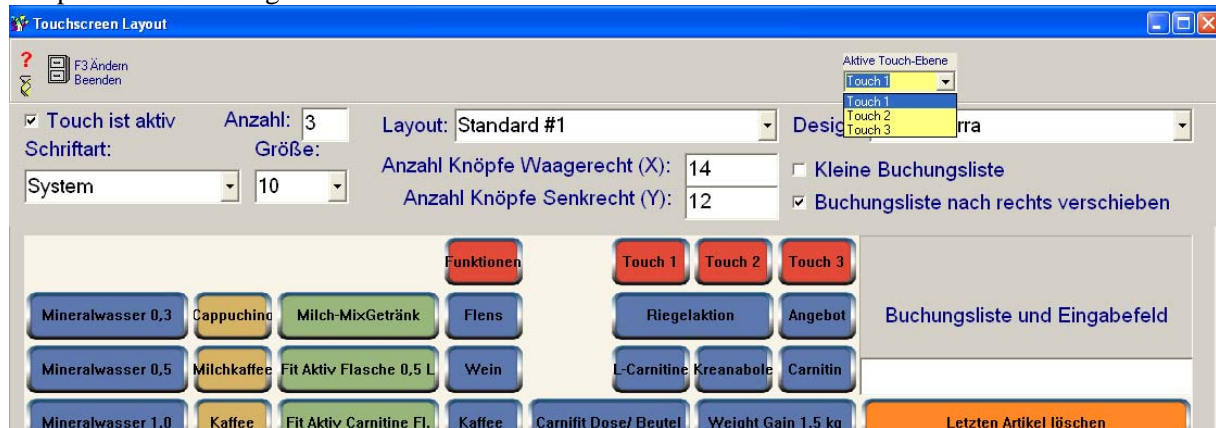 Touchscreen Layout
? F3 Ändern
Beenden
Aktive Touch-Ebene
Touch 1
Touch 1
Touch 2
Touch 3
Touch ist aktiv Anzahl: 3 Layout: Standard #1 Desig rra
Schriftart: Größe:
System 10
Anzahl Knöpfe Waagerecht (X): 14 Kleine Buchungsliste
Anzahl Knöpfe Senkrecht (Y): 12 Buchungsliste nach rechts verschieben
Funktionen Touch 1 Touch 2 Touch 3
Mineralwasser 0,3 Cappuchino Milch-MixGetränk Flens Riegelaktion Angebot Buchungsliste und Eingabefeld
Mineralwasser 0,5 Milchkaffee Fit Aktiv Flasche 0,5 L Wein L-Carnitine Kreanabole Carnitin
Mineralwasser 1,0 Kaffee Fit Aktiv Carnitine Fl. Kaffee Carnifit Dose/ Beutel Weight Gain 1,5 kg Letzten Artikel löschen